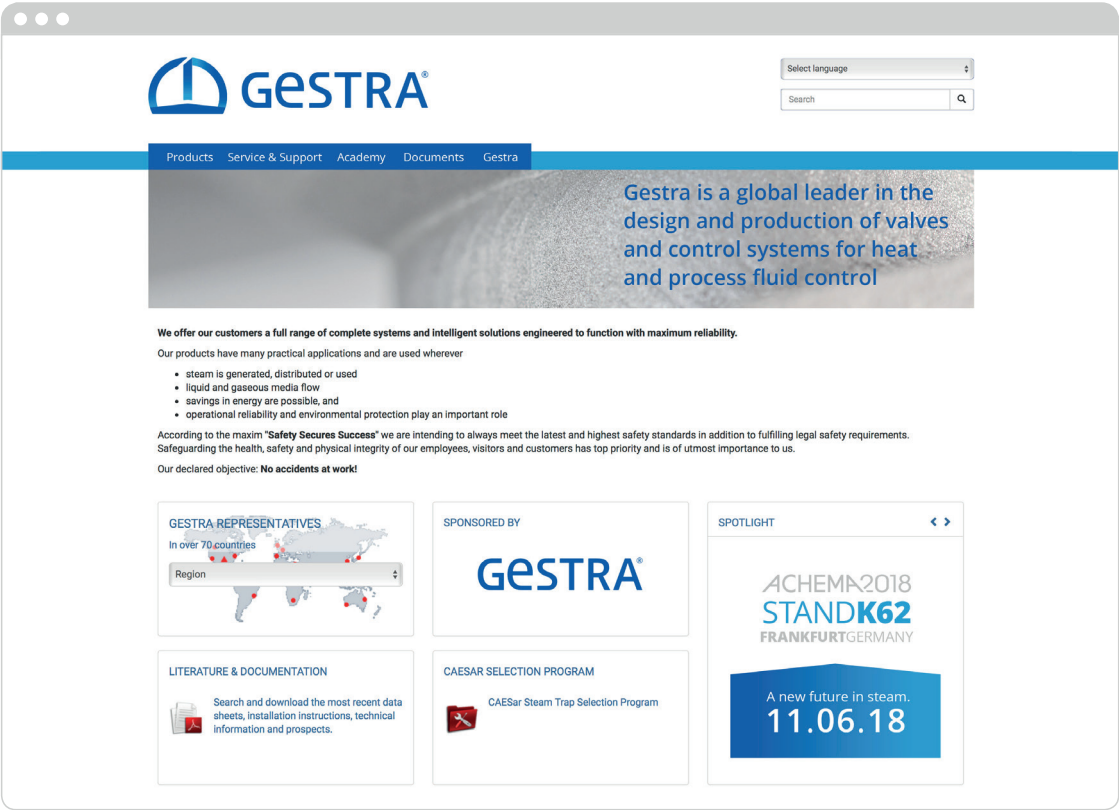 GESTRA®
Select language
Search
Products Service & Support Academy Documents Gestra
Gestra is a global leader in the
design and production of valves
and control systems for heat
and process fluid control
We offer our customers a full range of complete systems and intelligent solutions engineered to function with maximum reliability.
Our products have many practical applications and are used wherever
• steam is generated, distributed or used
• liquid and gaseous media flow
• savings in energy are possible, and
• operational reliability and environmental protection play an important role
According to the maxim "Safety Secures Success" we are intending to always meet the latest and highest safety standards in addition to fulfilling legal safety requirements.
Safeguarding the health, safety and physical integrity of our employees, visitors and customers has top priority and is of utmost importance to us.
Our declared objective: No accidents at work!
GESTRA REPRESENTATIVES
In over 70 countries
Region
SPONSORED BY
GESTRA®
SPOTLIGHT
ACHEMA2018
STANDK62
FRANKFURTGERMANY
A new future in steam.
11.06.18
LITERATURE & DOCUMENTATION
Search and download the most recent data
sheets, installation instructions, technical
information and prospects.
CAESAR SELECTION PROGRAM
CAESar Steam Trap Selection Program